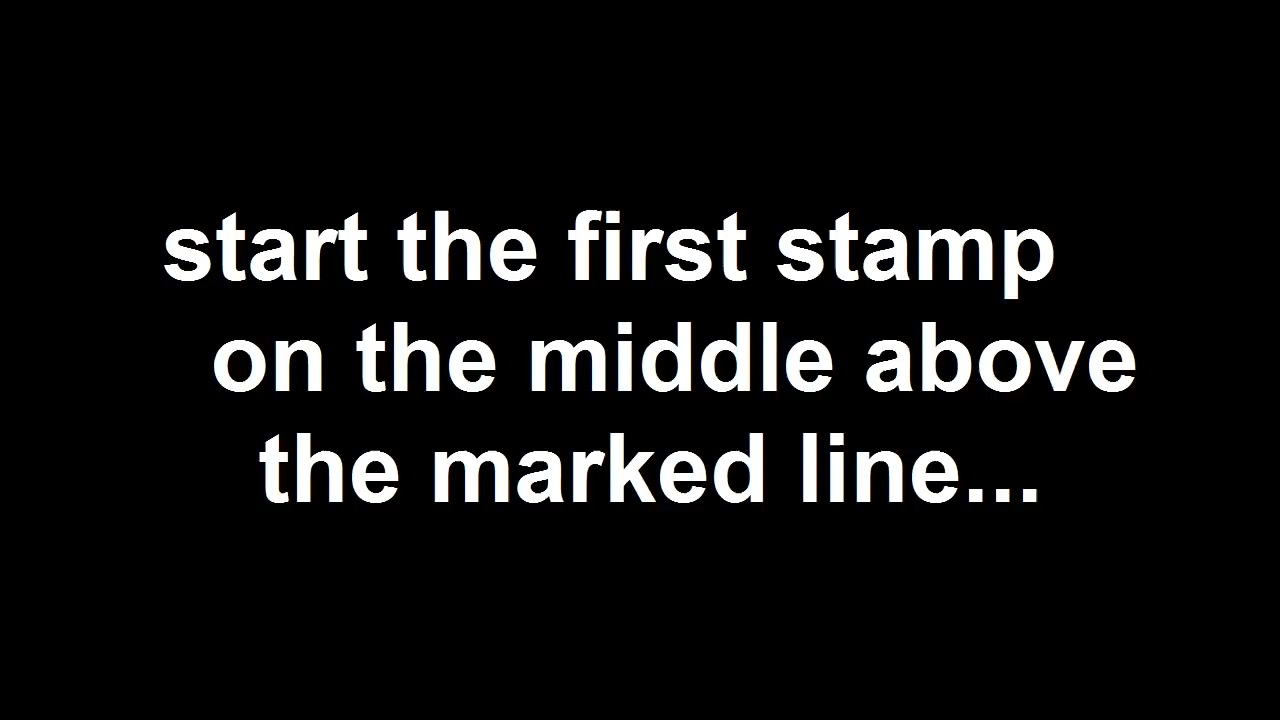 start the first stamp
on the middle above
the marked line...